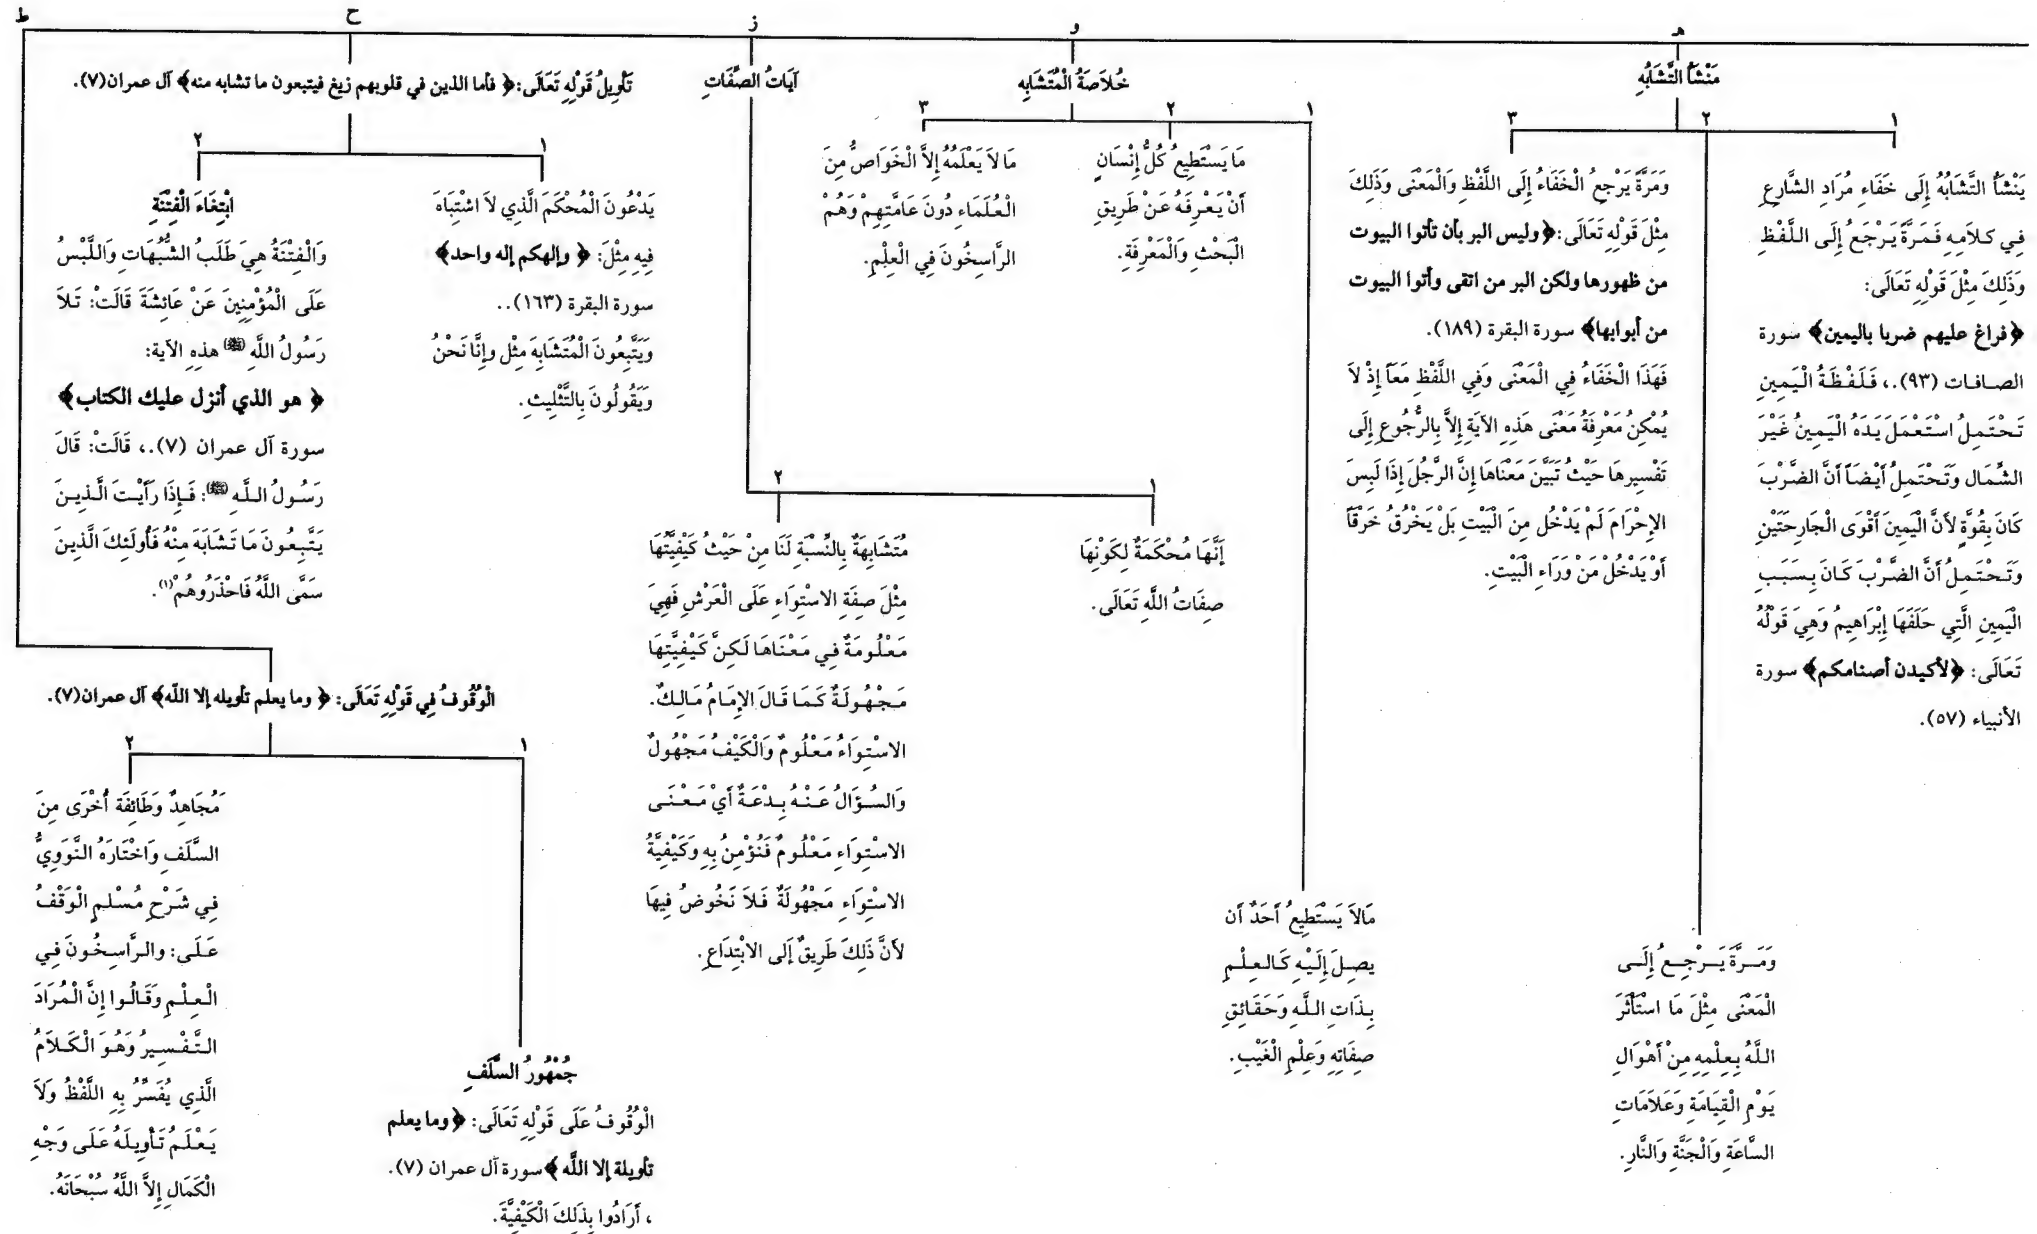 هـ
مَنْشَأُ التَّشَابُهِ
١
يَنْشَأُ التَّشَابُهُ إِلَى خَفَاءِ مُرَادِ الشَّارِعِ
فِي كَلاَمِهِ فَمَرَّةً يَرْجَعُ إِلَى اللَّفْظِ
وَذَلِكَ مِثْلَ قَوْلِهِ تَعَالَى:
﴿فراغ عليهم ضربا باليمين﴾ سورة
الصافات (٩٣).، فَلَفْظَةُ الْيَمِينِ
تَحْتَمِلُ اسْتَعْمَلَ يَدَهُ الْيَمِينُ غَيْرَ
الشِّمَال وَتَحْتَمِلُ أَيْضَاً أَنَّ الضَّرْبَ
كَانَ بِقُوَّةٍ لأَنَّ الْيَمِينَ أَقْوَى الْجَارِحَتَيْنِ
وَتَحْتَمِلُ أَنَّ الضَّرْبَ كَانَ بِسَبَبِ
الْيَمِينِ الَّتِي حَلَفَهَا إِبْرَاهِيمُ وَهِيَ قَوْلُهُ
تَعَالَى: ﴿لأكيدن أصنامكم﴾ سورة
الأنبياء (٥٧).
٢
وَمَرَّةً يَرْجِعُ إِلَى
الْمَعْنَى مِثْلَ مَا اسْتَأْثَرَ
اللَّهُ بِعِلْمِهِ مِنْ أَهْوَالِ
يَوْمِ الْقِيَامَةِ وَعَلاَمَاتِ
السَّاعَةِ وَالْجَنَّةِ وَالنَّارِ.
٣
وَمَرَّةً يَرْجِعُ الْخَفَاءُ إِلَى اللَّفْظِ وَالْمَعْنَى وَذَلِكَ
مِثْلَ قَوْلِهِ تَعَالَى: ﴿وليس البر بأن تأتوا البيوت
من ظهورها ولكن البر من اتقى وأتوا البيوت
من أبوابها﴾ سورة البقرة (١٨٩).
فَهَذَا الْخَفَاءُ فِي الْمَعْنَى وَفِي اللَّفْظِ مَعَاً إِذْ لاَ
يُمْكِنُ مَعْرِفَةُ مَعْنَى هَذِهِ الآيَةِ إِلاَّ بِالرُّجُوعِ إِلَى
تَفْسِيرِهَا حَيْثُ تَبَيَّنَ مَعْنَاهَا إِنَّ الرَّجُلَ إِذَا لَبِسَ
الإِحْرَامَ لَمْ يَدْخُل مِنَ الْبَيْتِ بَلْ يَخْرُقُ خَرْقَاً
أَوْ يَدْخُلْ مَنْ وَرَاءِ الْبَيْتِ.
و
خُلاَصَةُ الْمُتَشَابِهِ
١
مَالاَ يَسْتَطِيعُ أَحَدٌ أَن
يصِلَ إِلَيْهِ كَالعِلْمِ
بِذَاتِ اللَّهِ وَحَقَائِقِ
صِفَاتِهِ وَعِلْمِ الْغَيْبِ.
٢
مَا يَسْتَطِيعُ كُلُّ إِنْسَانٍ
أَنْ يَعْرِفَهُ عَنْ طَرِيقِ
الْبَحْثِ وَالْمَعْرِفَةِ.
٣
مَا لاَ يَعْلَمُهُ إِلاَّ الْخَوَاصُّ مِنَ
الْعُلَمَاءِ دُونَ عَامَّتِهِمْ وَهُمْ
الرَّاسِخُونَ فِي الْعِلْمِ.
ز
آيَاتُ الصِّفَاتِ
١
إِنَّهَا مُحْكَمَةٌ لِكَوْنِهَا
صِفَاتُ اللَّهِ تَعَالَى.
٢
مُتَشَابِهَةٌ بِالنِّسْبَةِ لَنَا مِنْ حَيْثُ كَيْفِيَّتُهَا
مِثْلَ صِفَةِ الاسْتِوَاءِ عَلَى الْعَرْشِ فَهِيَ
مَعْلُومَةٌ فِي مَعْنَاهَا لَكِنَّ كَيْفِيَّتِهَا
مَجْهُولَةٌ كَمَا قَالَ الإِمَامُ مَالِكٌ.
الاسْتِوَاءُ مَعْلُومٌ وَالْكَيْفُ مَجْهُولٌ
وَالسُؤَالُ عَنْهُ بِدْعَةٌ أَيْ مَعْنَى
الاسْتِوَاءِ مَعْلُومٌ فَنُؤْمِنُ بِهِ وَكَيْفِيَّةُ
الاسْتِوَاءِ مَجْهُولَةٌ فَلاَ نَخُوضُ فِيهَا
لأَنَّ ذَلِكَ طَرِيقٌ إِلى الابْتِدَاعِ.
ح
تَأْوِيلُ قَوْلِهِ تَعَالَى: ﴿ فأما الذين في قلوبهم زيغ فيتبعون ما تشابه منه﴾ آل عمران(٧).
١
يَدْعُونَ الْمُحْكَمَ الَّذِي لاَ اشْتِبَاهَ
فِيهِ مِثْلَ: ﴿ وإلهكم إله واحد﴾
سورة البقرة (١٦٣)..
وَيَتَّبِعُونَ الْمُتَشَابِهَ مِثْل وإِنَّا نَحْنُ
وَيَقُولُونَ بِالتَّثْلِيثِ.
٢
ابْتِغَاءَ الْفِتْنَةِ
وَالْفِتْنَةُ هِيَ طَلَبُ الشُّبُهَاتِ وَاللَّبْسُ
عَلَى الْمُؤْمِنِينَ عَنْ عَائِشَةَ قَالَتْ: تَلاَ
رَسُولُ اللَّهِ (ﷺ) هذِهِ الآية:
﴿ هو الذي أنزل عليك الكتاب﴾
سورة آل عمران (٧).، قَالَتْ: قَالَ
رَسُولُ اللَّهِ (ﷺ): فَإِذَا رَأَيْتَ الَّذِينَ
يَتَّبِعُونَ مَا تَشَابَهَ مِنْهُ فَأُولَئِكَ الَّذِينَ
سَمَّى اللَّهُ فَاحْذَرُوهُمْ(١).
ط
الْوُقُوفُ فِي قَوْلِهِ تَعَالَى: ﴿ وما يعلم تأويله إلا اللّه﴾ آل عمران(٧).
١
جُمْهُورُ السَّلَفِ
الْوُقُوفُ عَلَى قَوْلِهِ تَعَالَى: ﴿وما يعلم
تأويلة إلا اللَّه﴾ سورة آل عمران (٧).
، أَرَادُوا بِذَلِكَ الْكَيْفِيَّةَ.
٢
مُجَاهِدٌ وَطَائِفَة أُخْرَى مِنَ
السَّلَفِ وَاخْتَارَهُ النَّوَوِيُّ
فِي شَرْحِ مُسْلِمِ الْوَقْفُ
عَلَى: والرَّاسِخُونَ فِي
الْعِلْمِ وَقَالُوا إِنَّ الْمُرَادَ
التَّفْسِيرُ وَهُوَ الْكَلاَمُ
الَّذِي يُفَسَّرُ بِهِ اللَّفْظُ وَلاَ
يَعْلَمُ تَأْوِيلَهُ عَلَى وَجْهِ
الْكَمَالِ إِلاَّ اللَّهُ سُبْحَانَهُ.